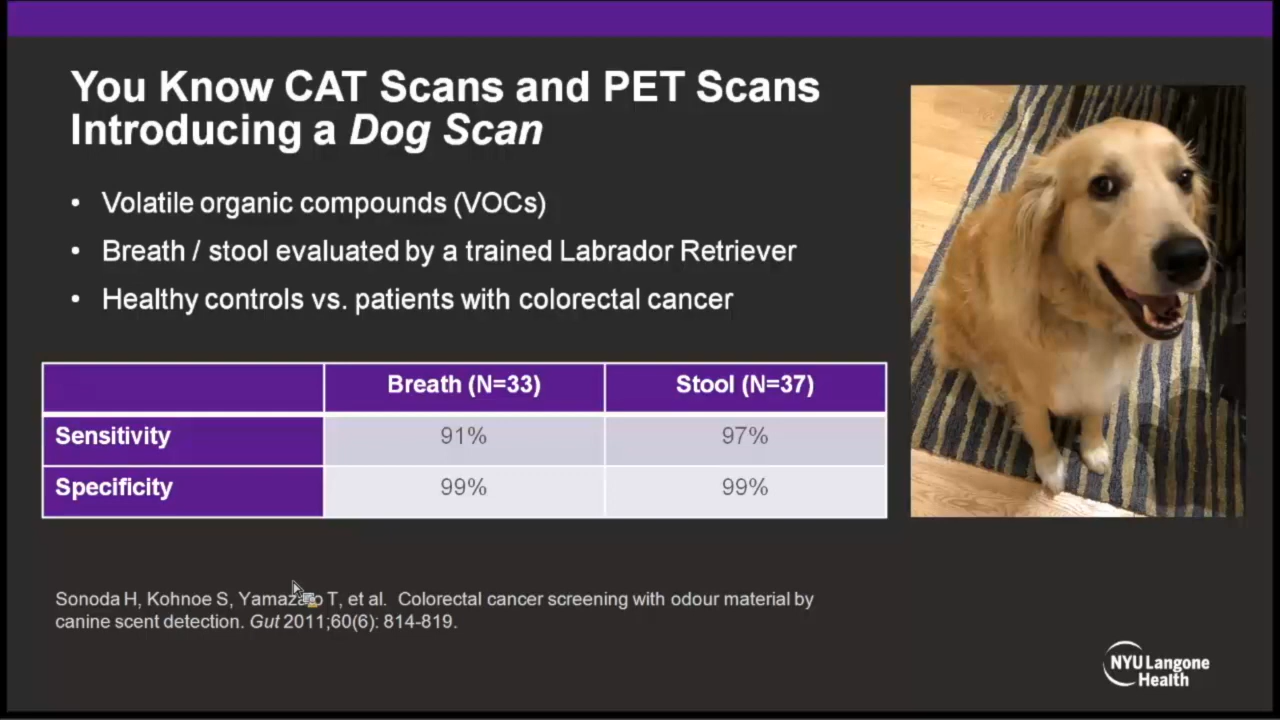 You Know CAT Scans and PET Scans
Introducing a Dog Scan
• Volatile organic compounds (VOCs)
• Breath / stool evaluated by a trained Labrador Retriever
• Healthy controls vs. patients with colorectal cancer
Breath (N=33) Stool (N=37)
Sensitivity 91% 97%
Specificity 99% 99%
Sonoda H, Kohnoe S, T, et al. Colorectal cancer screening with odour material by
canine scent detection. Gut 2011;60(6): 814-819.
NYU Langone
Health